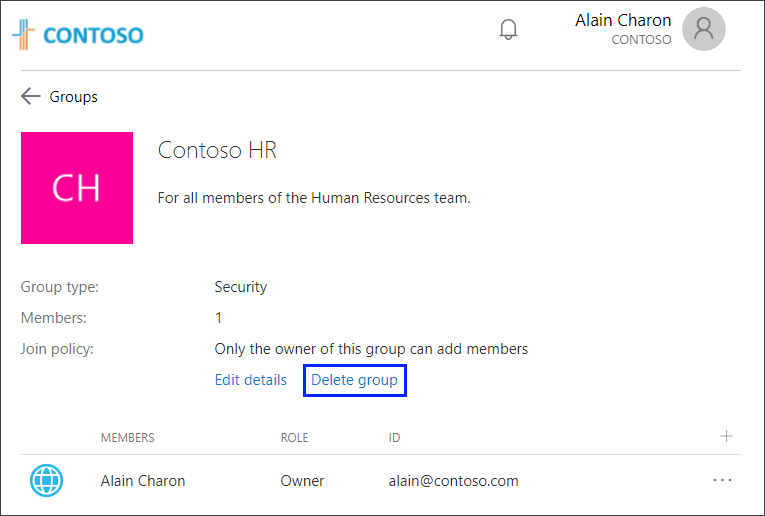 CONTOSO
Alain Charon
CONTOSO
Groups
CH
Contoso HR
For all members of the Human Resources team.
Group type: Security
Members: 1
Join policy: Only the owner of this group can add members
Edit details Delete group
MEMBERS ROLE ID
Alain Charon Owner alain@contoso.com